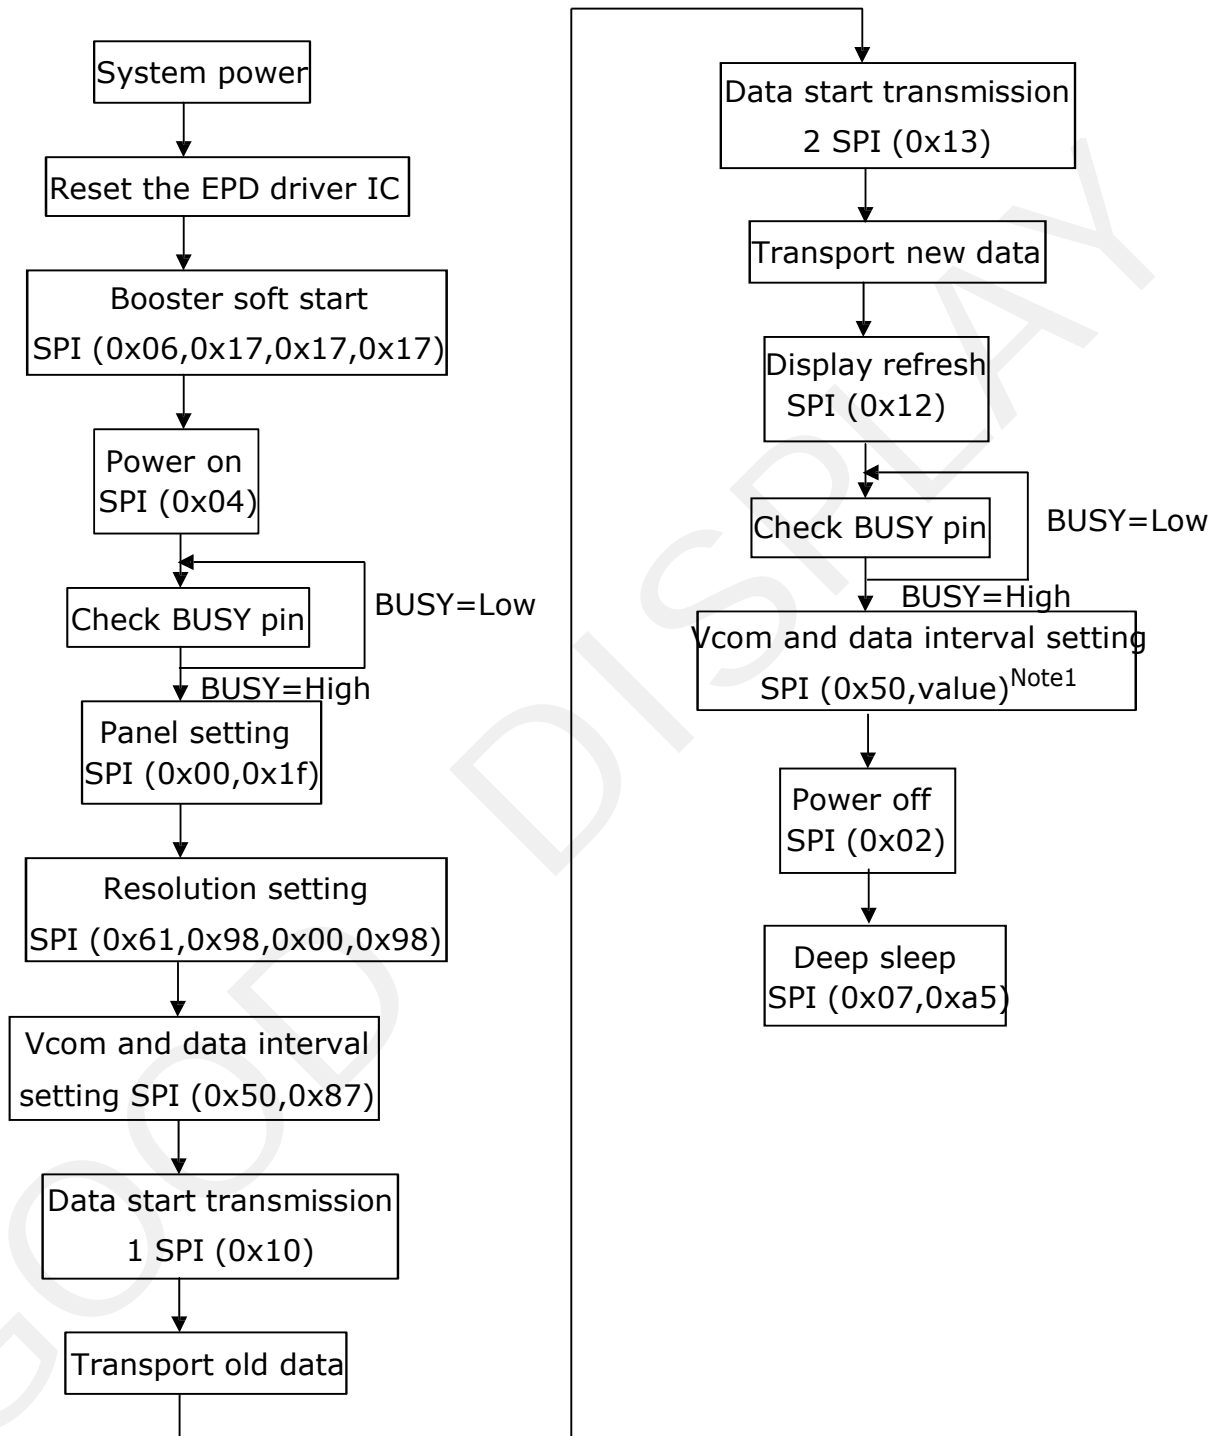 System power
Reset the EPD driver IC
Booster soft start
SPI (0x06,0x17,0x17,0x17)
Power on
SPI (0x04)
Check BUSY pin
BUSY=Low
BUSY=High
Panel setting
SPI (0x00,0x1f)
Resolution setting
SPI (0x61,0x98,0x00,0x98)
Vcom and data interval
setting SPI (0x50,0x87)
Data start transmission
1 SPI (0x10)
Transport old data
Data start transmission
2 SPI (0x13)
Transport new data
Display refresh
SPI (0x12)
Check BUSY pin
BUSY=Low
BUSY=High
Vcom and data interval setting
SPI (0x50,value)Note1
Power off
SPI (0x02)
Deep sleep
SPI (0x07,0xa5)
GOOD DISPLAY